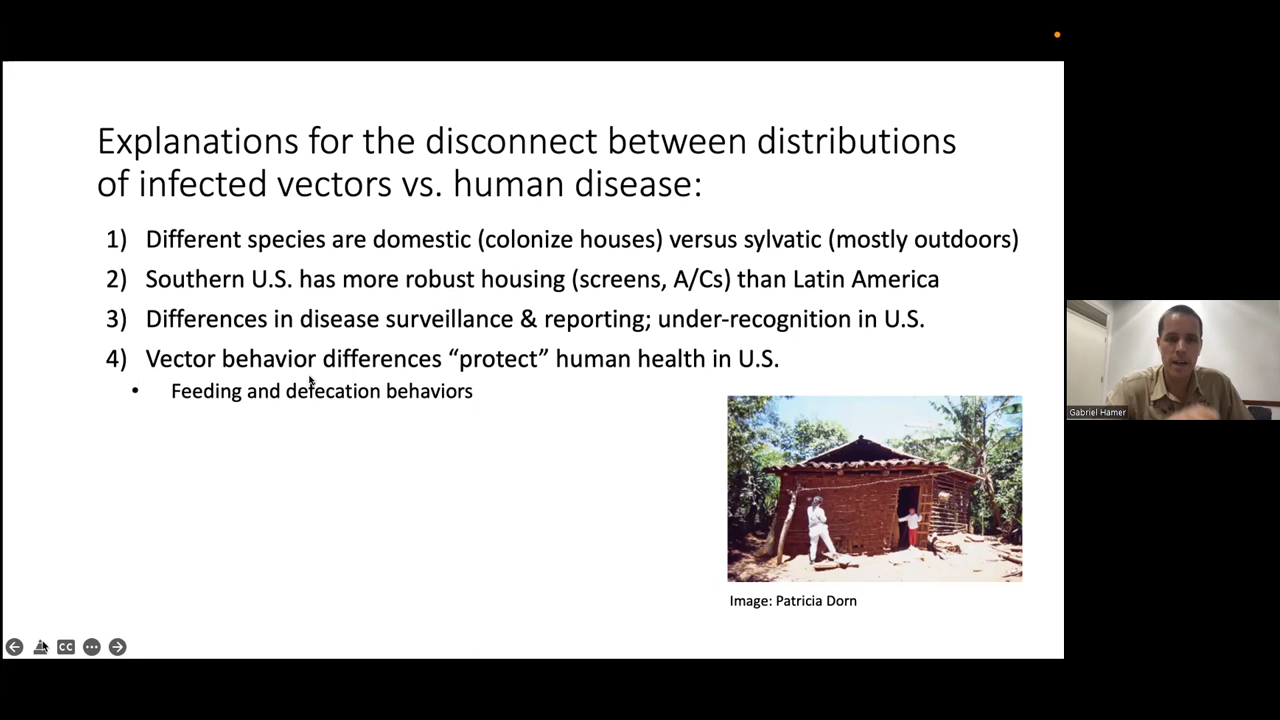 Explanations for the disconnect between distributions
of infected vectors vs. human disease:
1) Different species are domestic (colonize houses) versus sylvatic (mostly outdoors)
2) Southern U.S. has more robust housing (screens, A/Cs) than Latin America
3) Differences in disease surveillance & reporting; under-recognition in U.S.
4) Vector behavior differences “protect” human health in U.S.
• Feeding and defecation behaviors
Image: Patricia Dorn
CC
Gabriel Hamer